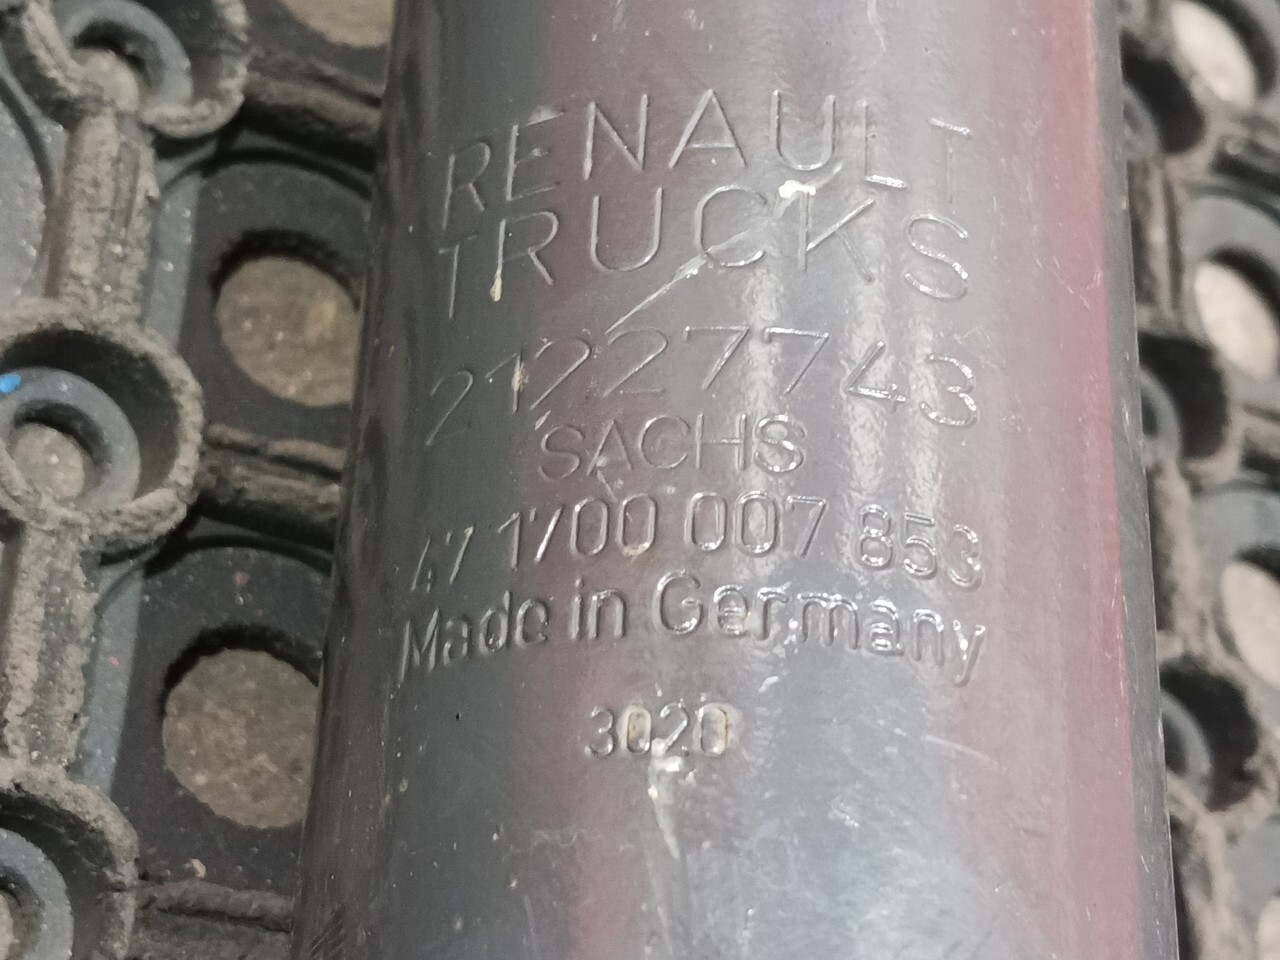 RENAULT
TRUCKS
21227743
SACHS
47 1700 007 853
Made in Germany
3020